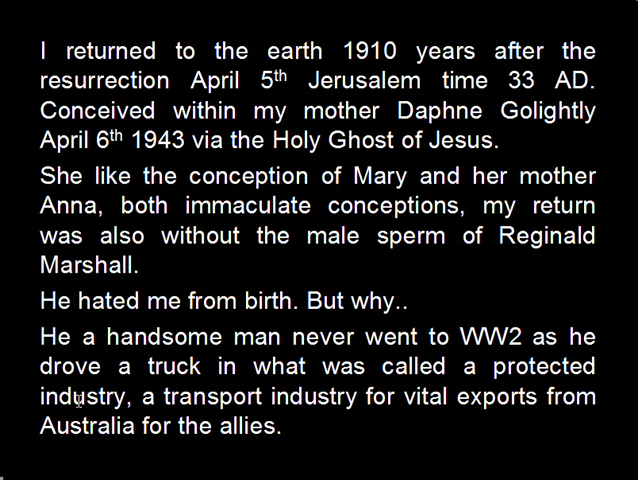 I returned to the earth 1910 years after the
resurrection April 5th Jerusalem time 33 AD.
Conceived within my mother Daphne Golightly
April 6th 1943 via the Holy Ghost of Jesus.
She like the conception of Mary and her mother
Anna, both immaculate conceptions, my return
was also without the male sperm of Reginald
Marshall.
He hated me from birth. But why..
He a handsome man never went to WW2 as he
drove a truck in what was called a protected
industry, a transport industry for vital exports from
Australia for the allies.